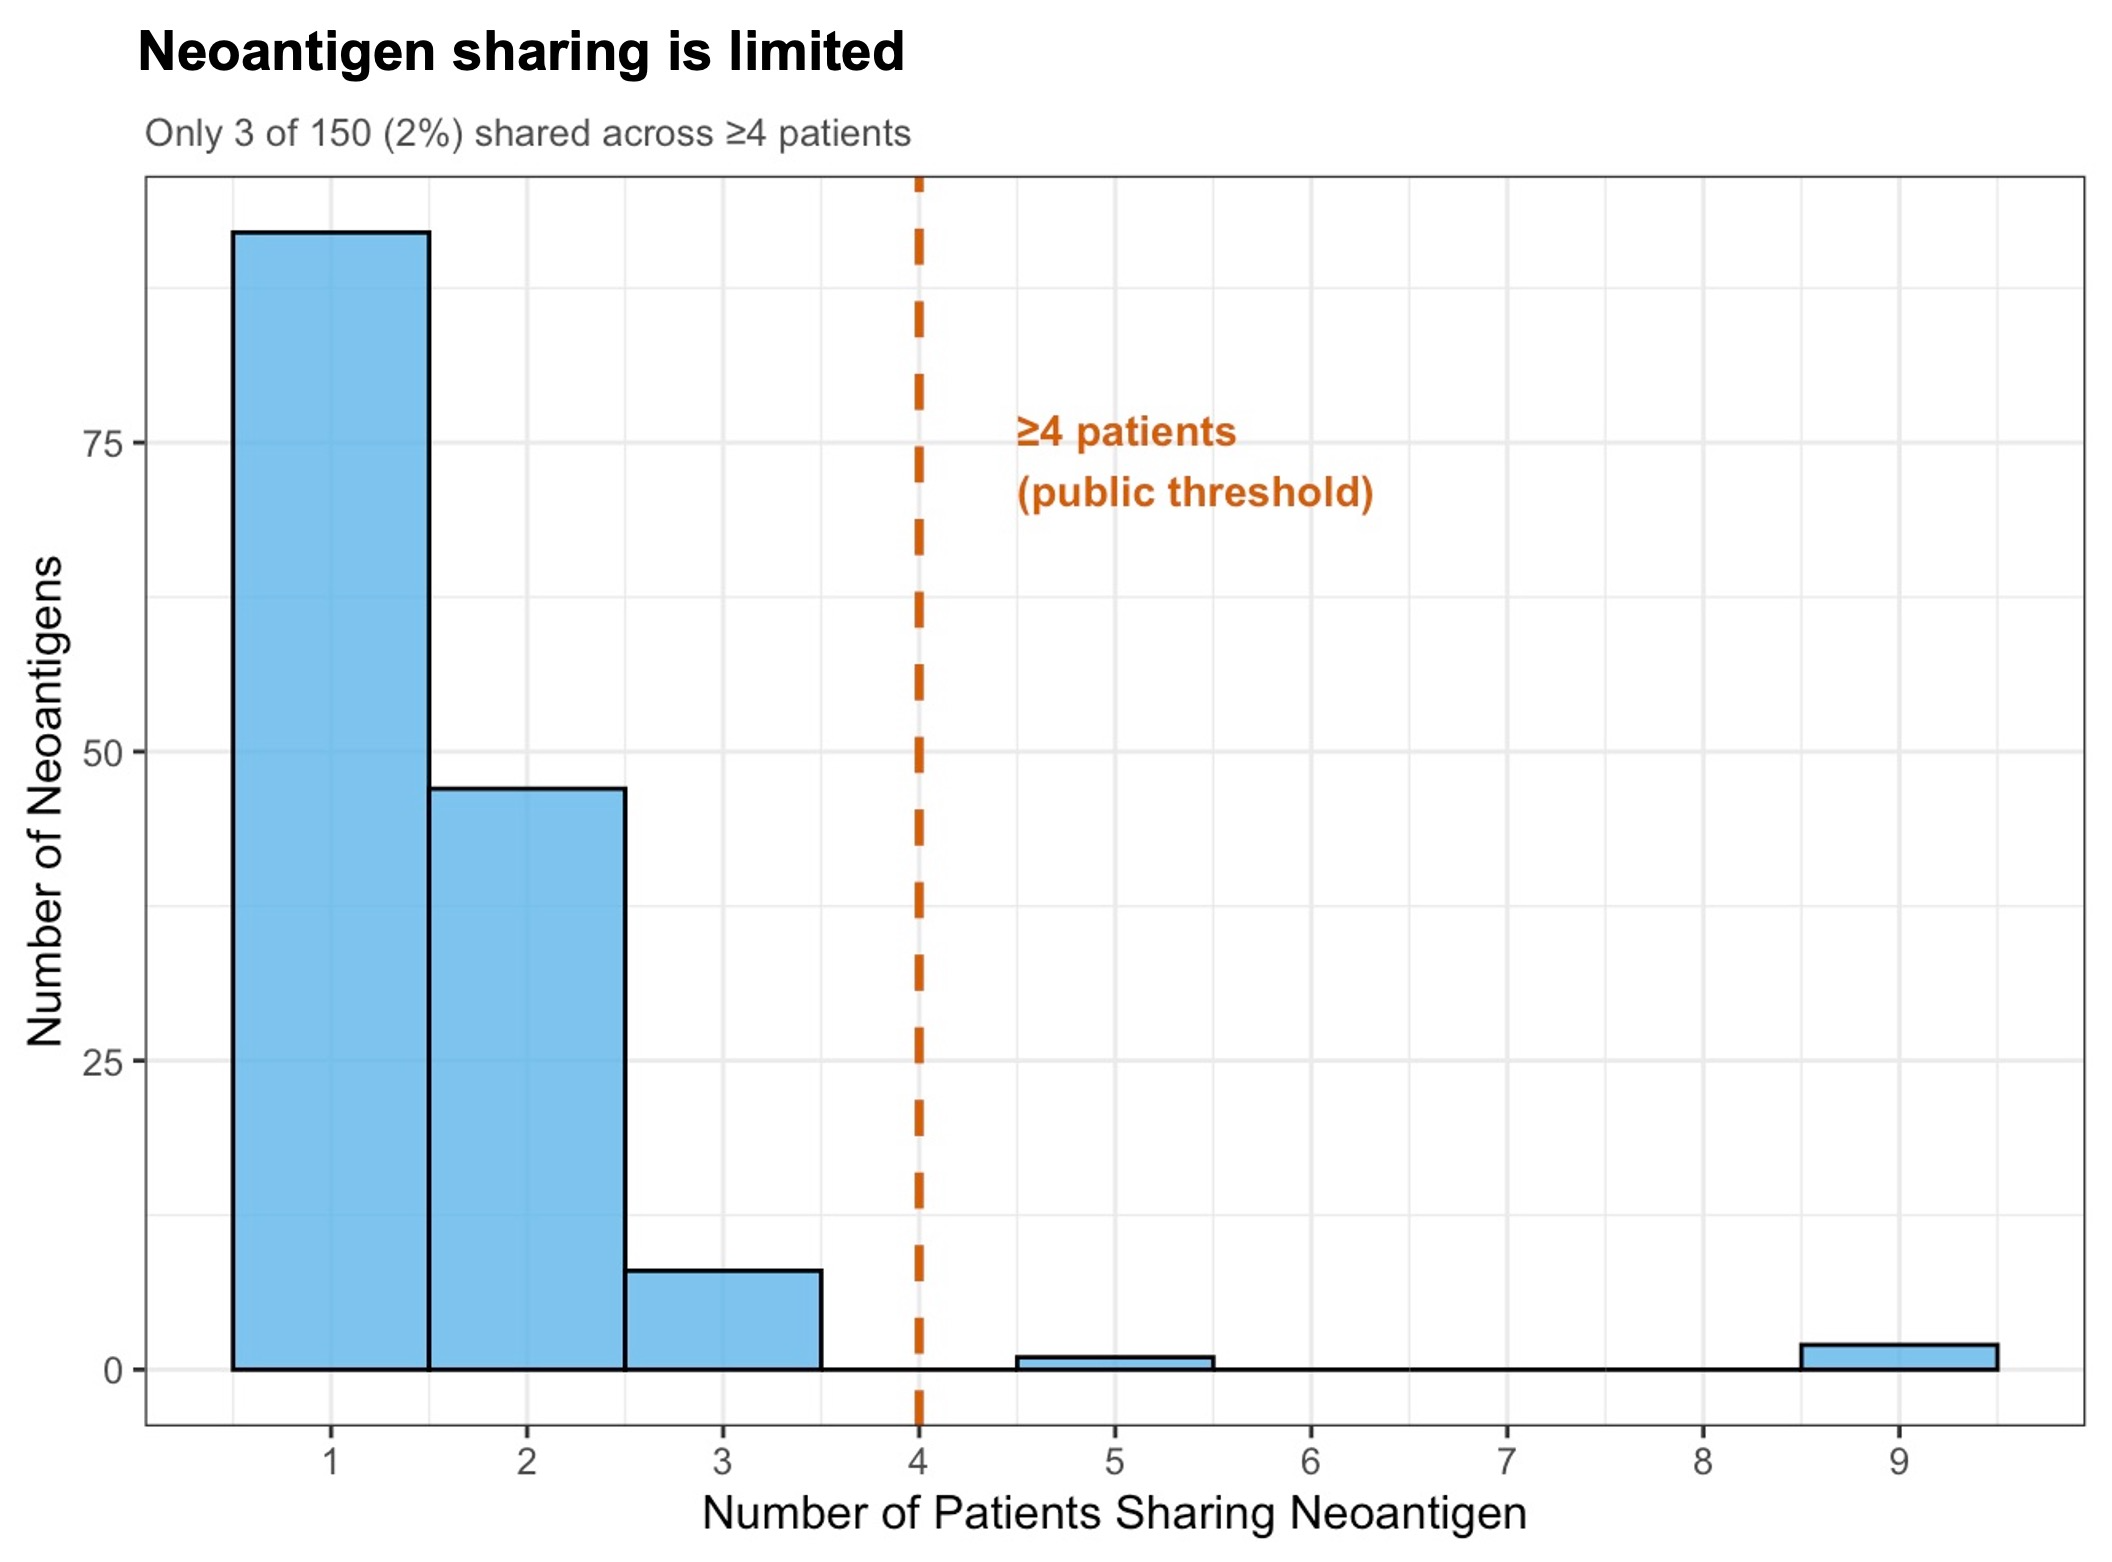 Neoantigen sharing is limited
Only 3 of 150 (2%) shared across ≥4 patients
≥4 patients
(public threshold)
Number of Neoantigens
75
50
25
0
1 2 3 4 5 6 7 8 9
Number of Patients Sharing Neoantigen